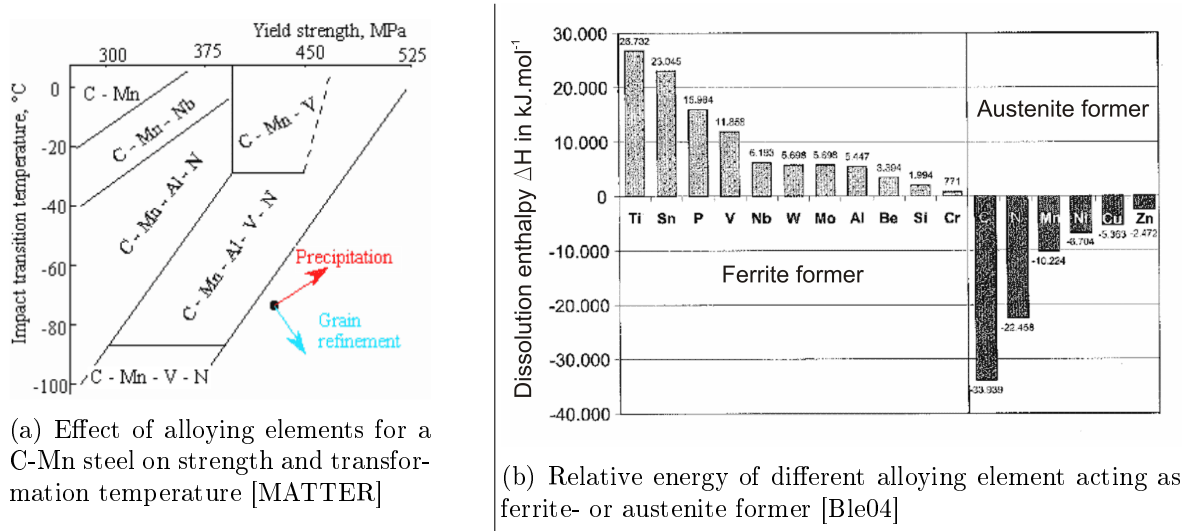 Yield strength, MPa
300 375 450 525
Impact transition temperature, °C
0
-20
-40
-60
-80
-100
C - Mn
C - Mn - Nb
C - Mn - V
C - Mn - Al - N
C - Mn - Al - V - N
C - Mn - V - N
Precipitation
Grain
refinement
(a) Effect of alloying elements for a
C-Mn steel on strength and transfor-
mation temperature [MATTER]
Dissolution enthalpy ΔH in kJ.mol-1
30.000
20.000
10.000
0
-10.000
-20.000
-30.000
-40.000
26.732
23.045
15.984
11.868
6.193
5.698
5.698
5.447
3.394
1.994
771
Ti Sn P V Nb W Mo Al Be Si Cr C N Mn Ni Cu Zn
-33.939
-22.458
-10.224
-6.704
-5.363
-2.472
Austenite former
Ferrite former
(b) Relative energy of different alloying element acting as
ferrite- or austenite former [Ble04]